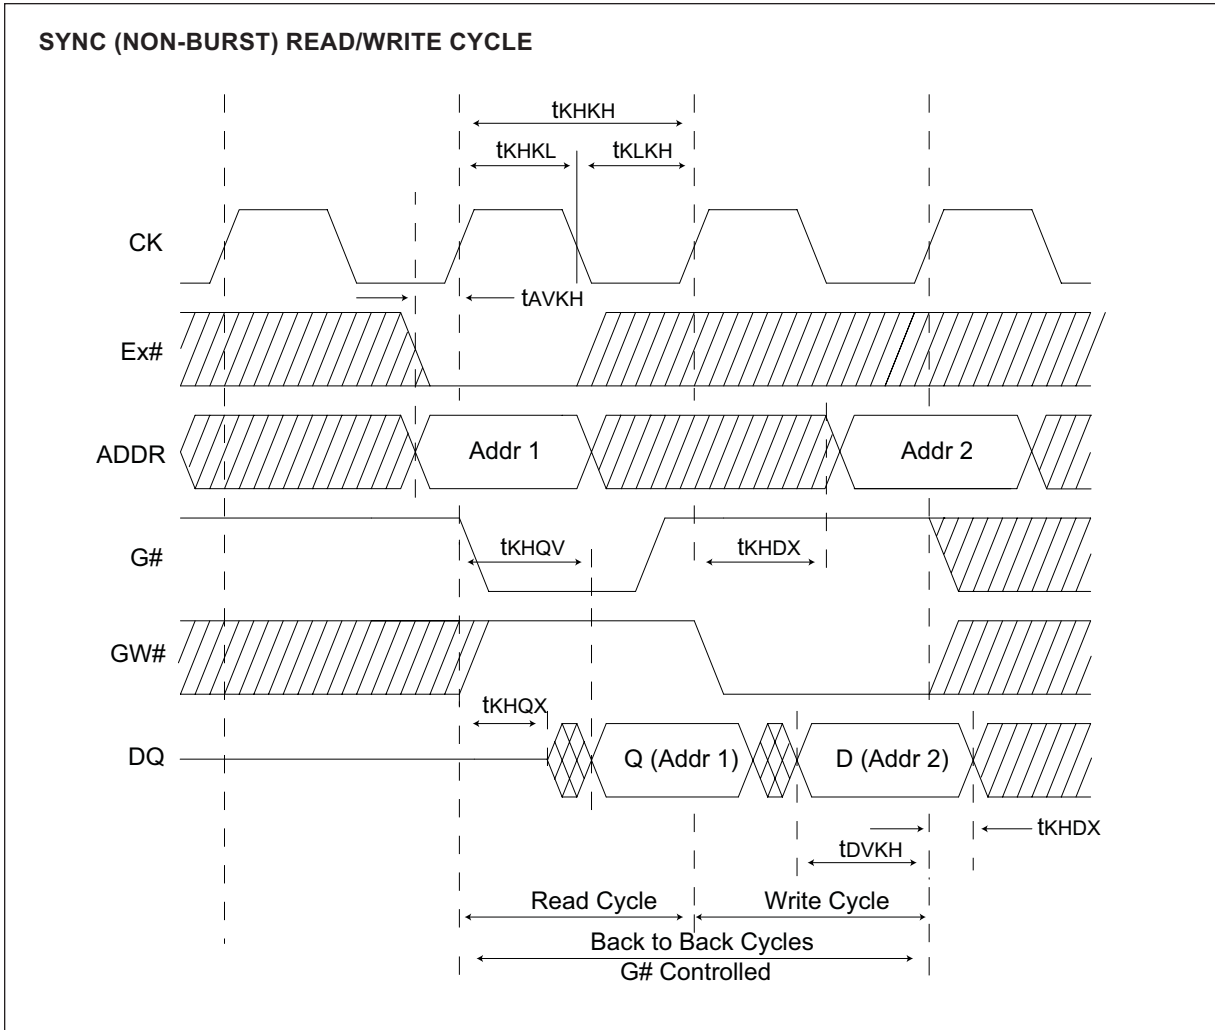 SYNC (NON-BURST) READ/WRITE CYCLE
tKHKH
tKHKL
tKLKH
CK
tAVKH
Ex#
ADDR
Addr 1
Addr 2
G#
tKHQV
tKHDX
GW#
tKHQX
DQ
Q (Addr 1)
D (Addr 2)
tKHDX
tDVKH
Read Cycle
Write Cycle
Back to Back Cycles
G# Controlled